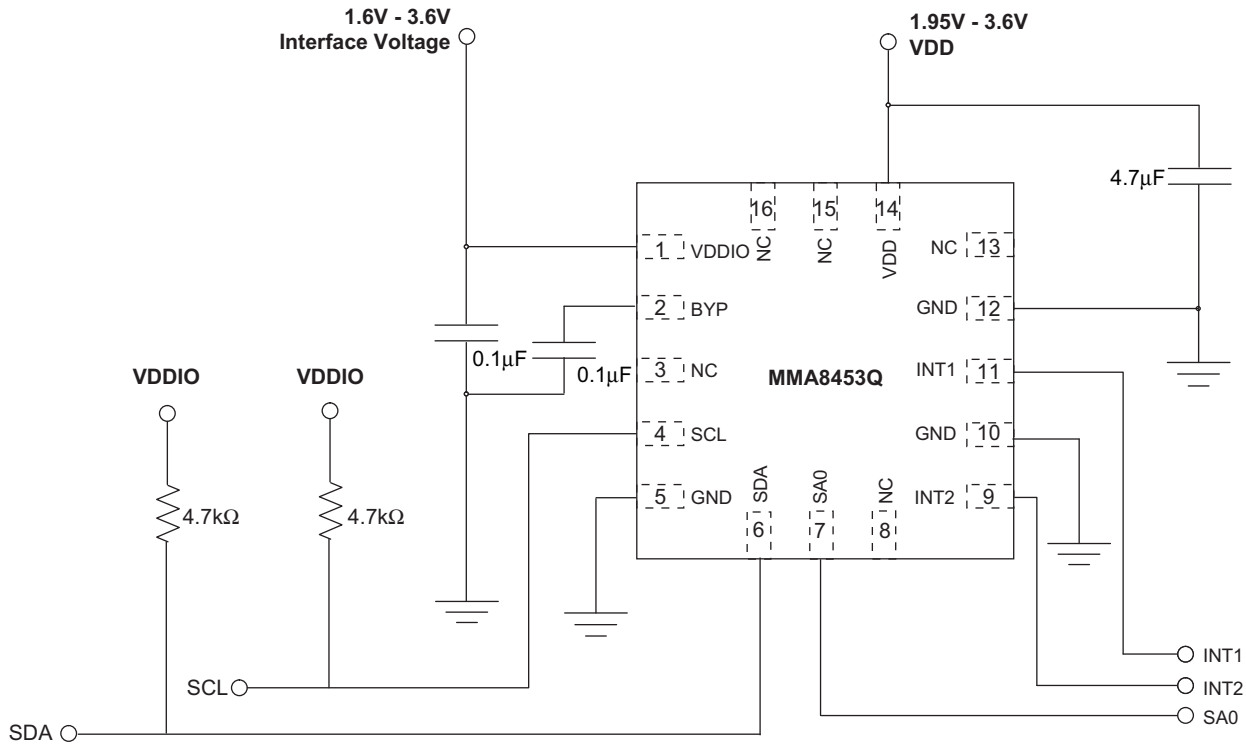 1.6V - 3.6V
Interface Voltage
1.95V - 3.6V
VDD
4.7μF
16
15
14
NC
NC
VDD
1
VDDIO
NC
13
2
BYP
GND
12
0.1μF
0.1μF
3
NC
MMA8453Q
INT1
11
VDDIO
VDDIO
4
SCL
GND
10
4.7kΩ
4.7kΩ
5
GND
SDA
SA0
NC
INT2
9
6
7
8
INT1
SCL
INT2
SA0
SDA